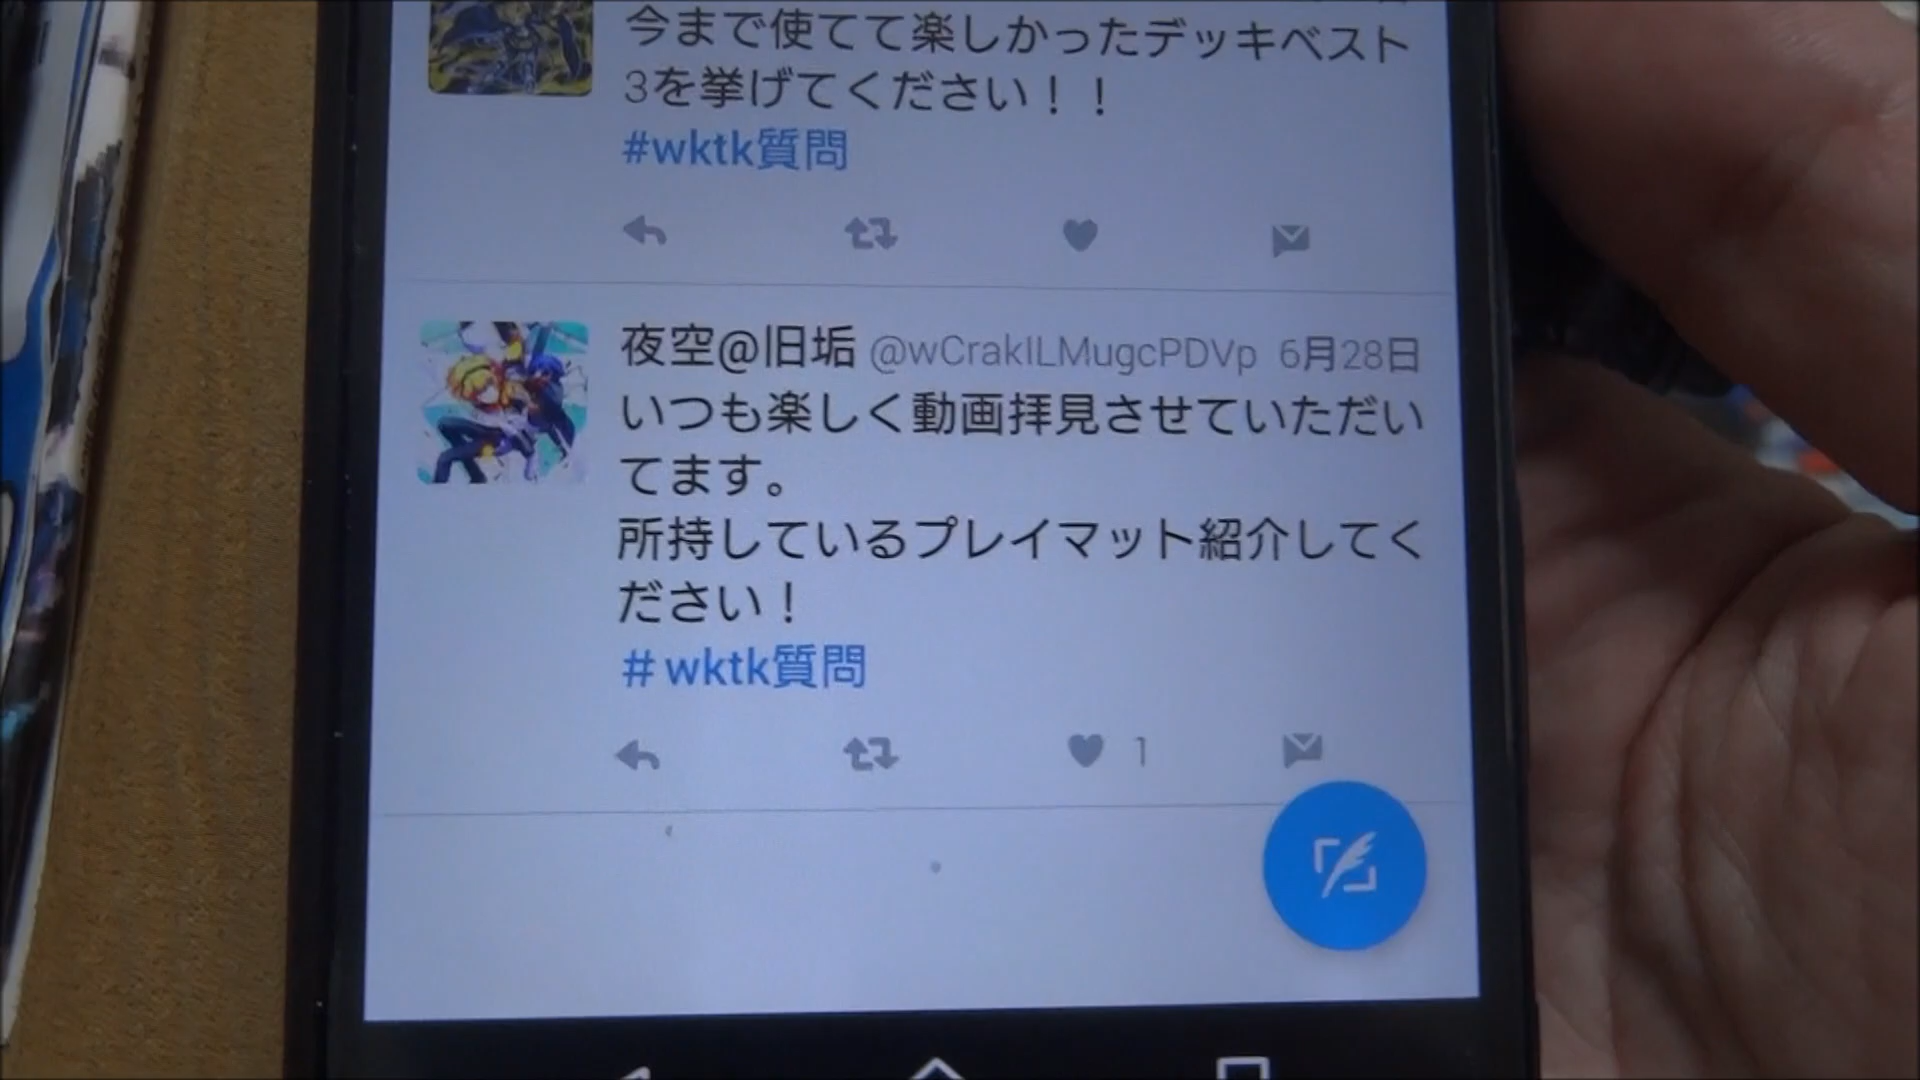 今まで使てて楽しかったデッキベスト
3を挙げてください！！
#wktk質問
夜空@旧垢 @wCrakILMugcPDVp 6月28日
いつも楽しく動画拝見させていただい
てます。
所持しているプレイマット紹介してく
ださい！
#wktk質問
1